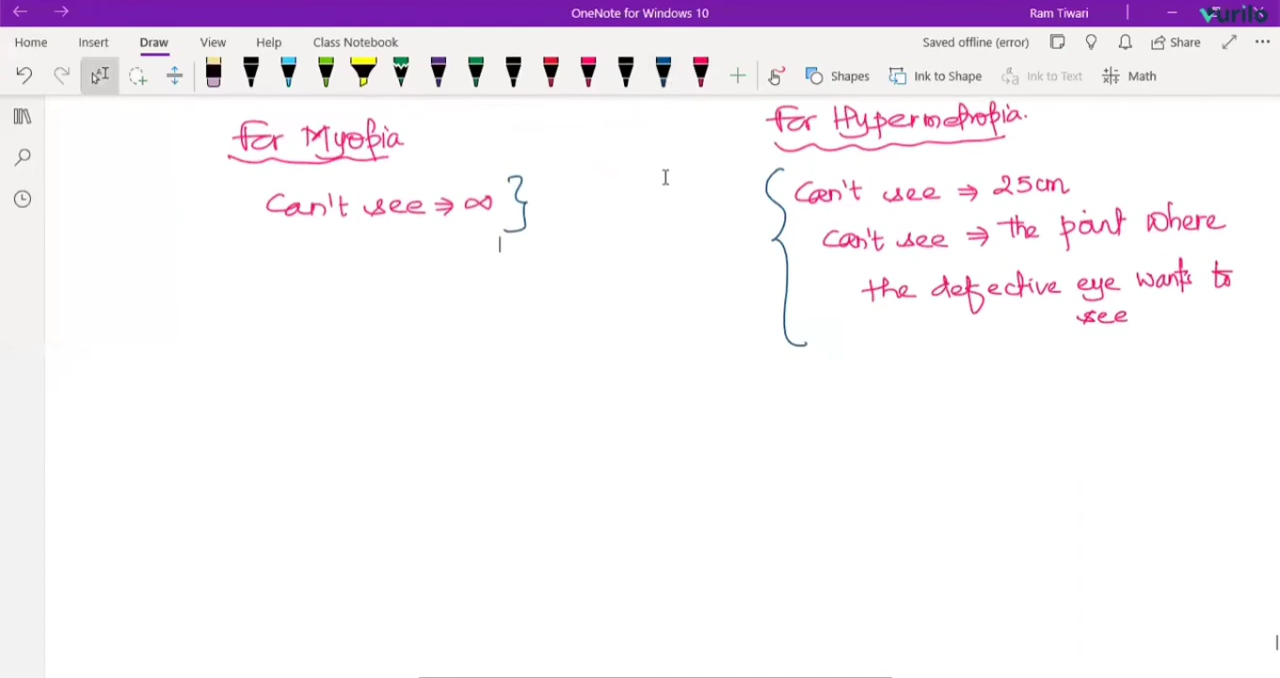 OneNote for Windows 10
Ram Tiwari
Vurilo
Home Insert Draw View Help Class Notebook
Saved offline (error) Share
Shapes Ink to Shape Ink to Text Math
For Myopia
Can't see ⇒ ∞
For Hypermetropia.
Can't see ⇒ 25cm
Can't see ⇒ The point where
the defective eye wants to
see